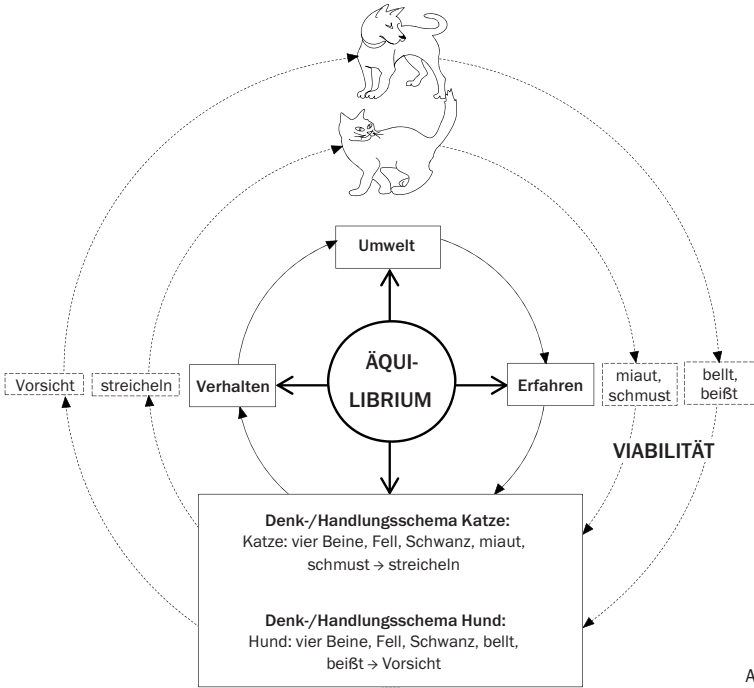 Umwelt
ÄQUI-
LIBRIUM
Vorsicht
streicheln
Verhalten
Erfahren
miaut,
schmust
bellt,
beißt
VIABILITÄT
Denk-/Handlungsschema Katze:
Katze: vier Beine, Fell, Schwanz, miaut,
schmust → streicheln
Denk-/Handlungsschema Hund:
Hund: vier Beine, Fell, Schwanz, bellt,
beißt → Vorsicht
A